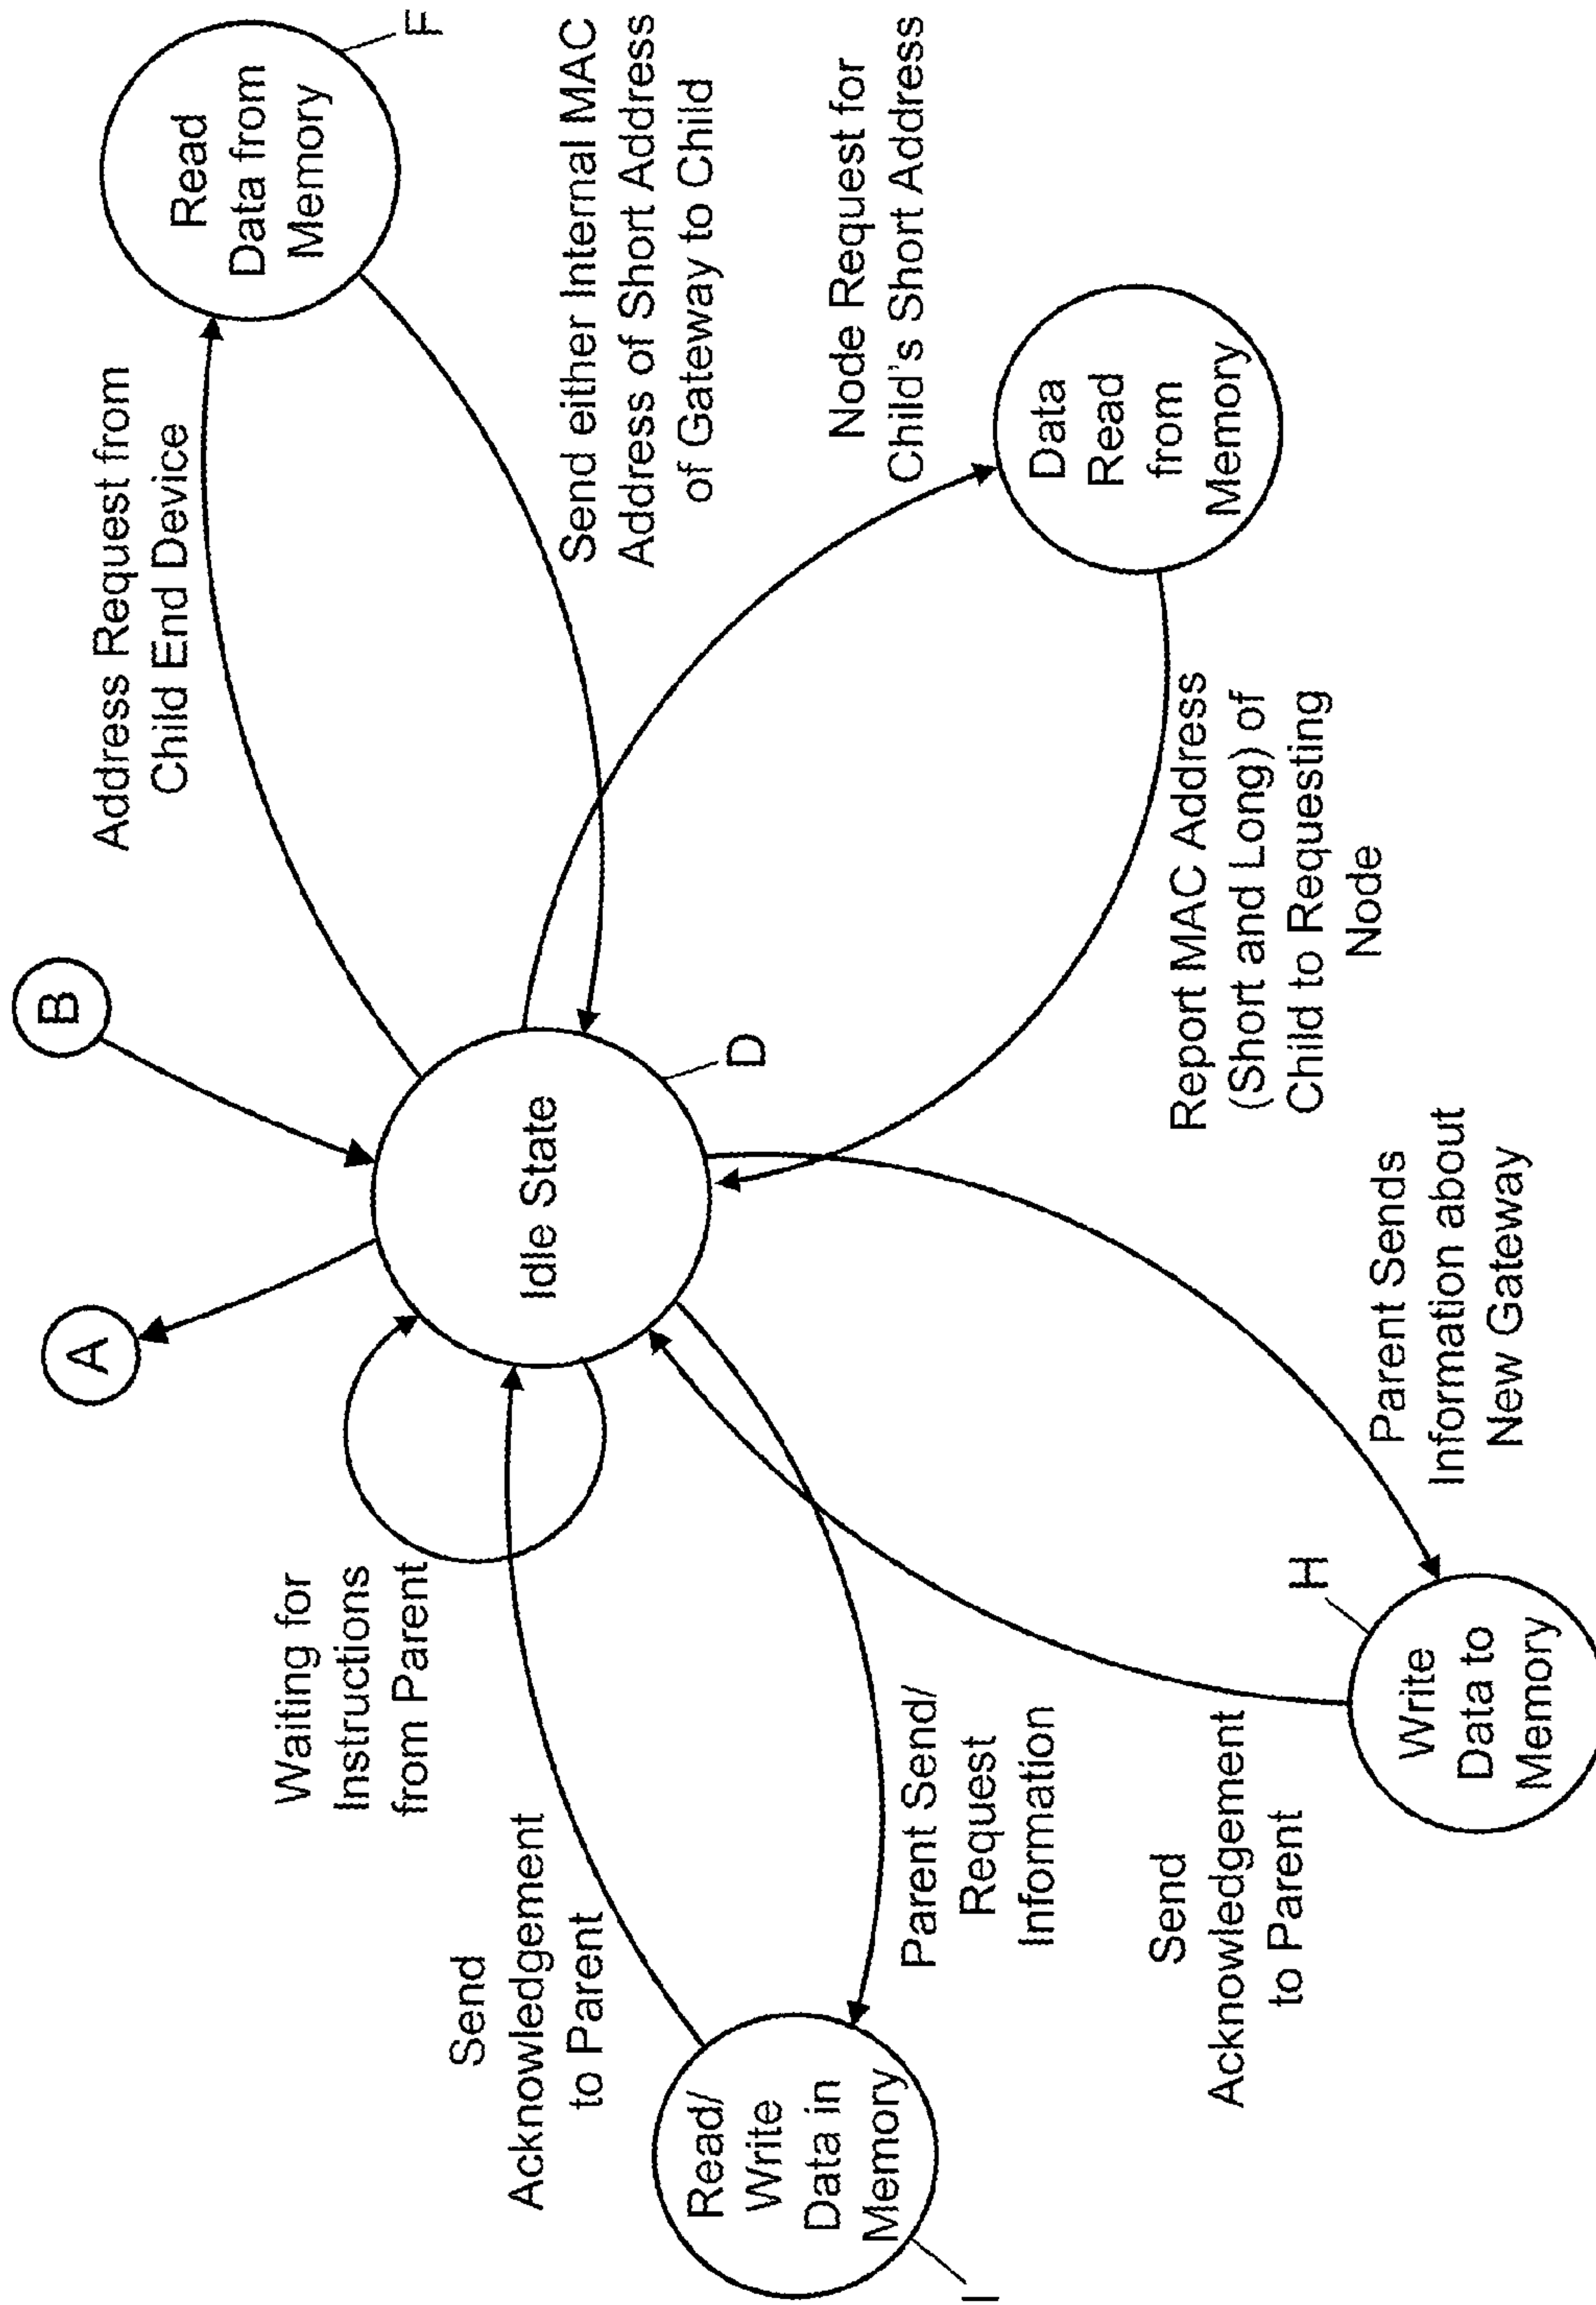 A
B
Waiting for
Instructions
from Parent
Address Request from
Child End Device
Read
Data from
Memory
F
Idle State
D
Send
Acknowledgement
to Parent
Send either Internal MAC
Address of Short Address
of Gateway to Child
Read/
Write
Data in
Memory
I
Parent Send/
Request
Information
Node Request for
Child's Short Address
Data
Read
from
Memory
Report MAC Address
(Short and Long) of
Child to Requesting
Node
Send
Acknowledgement
to Parent
H
Write
Data to
Memory
Parent Sends
Information about
New Gateway